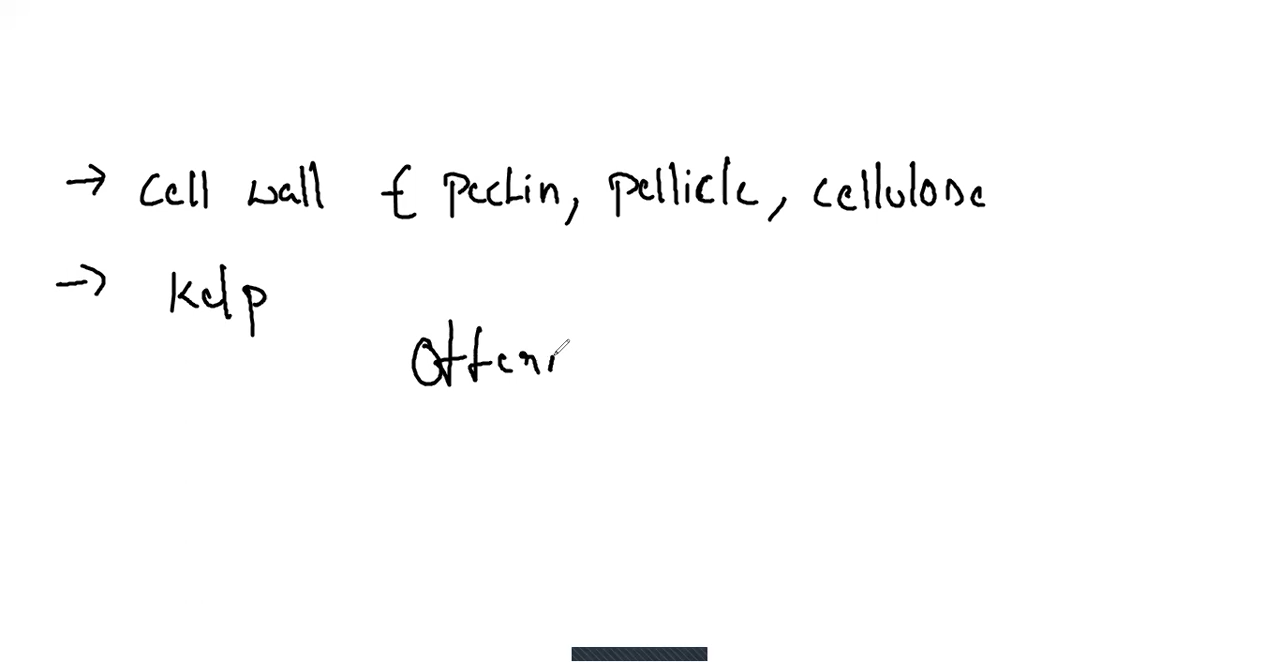 → cell wall { pectin, pellicle, cellulose
→ Kelp